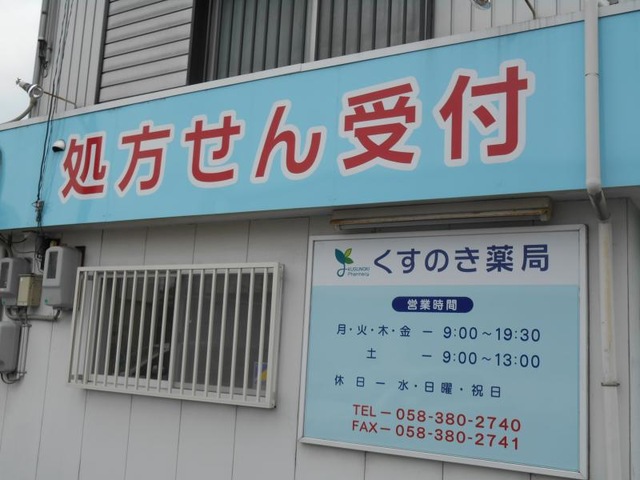 処方せん受付
KUSUNOKI
Pharmacy
くすのき薬局
営業時間
月・火・木・金 ー 9:00～19:30
土 ー 9:00～13:00
休 日 ー 水・日曜・祝日
TEL－058-380-2740
FAX－058-380-2741